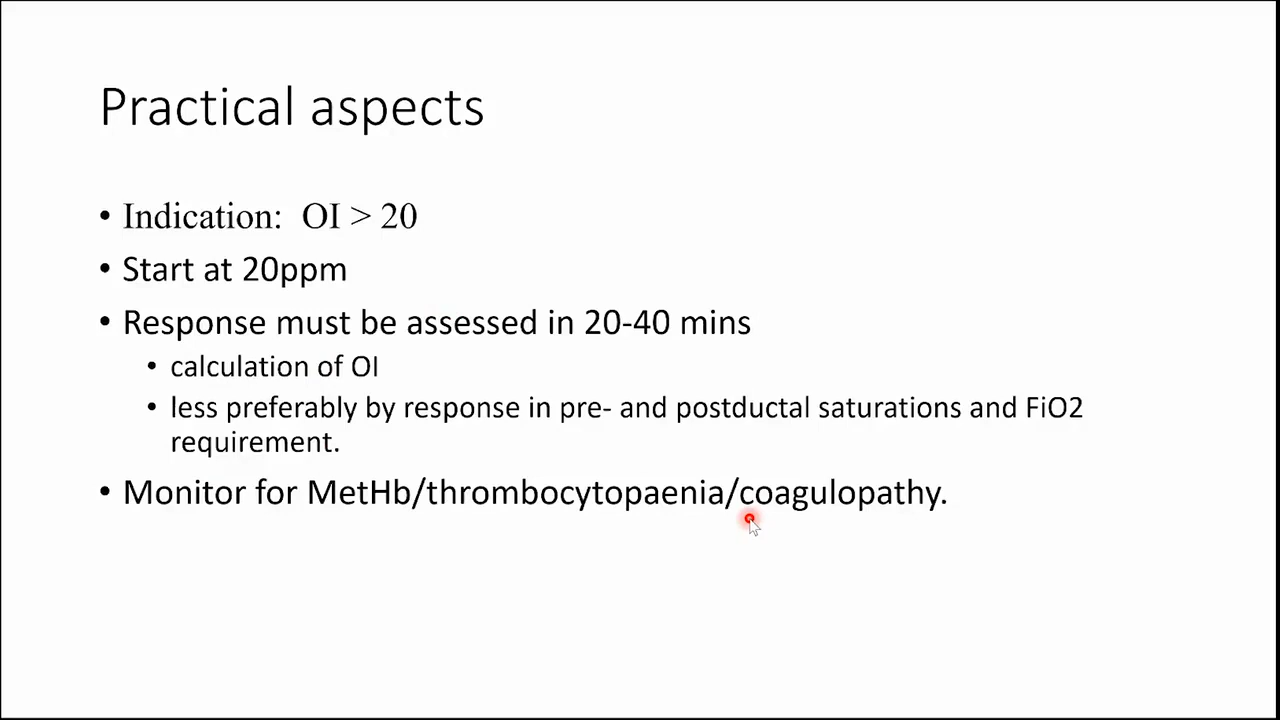 Practical aspects
• Indication:  OI > 20
• Start at 20ppm
• Response must be assessed in 20-40 mins
• calculation of OI
• less preferably by response in pre- and postductal saturations and FiO2
requirement.
• Monitor for MetHb/thrombocytopaenia/coagulopathy.